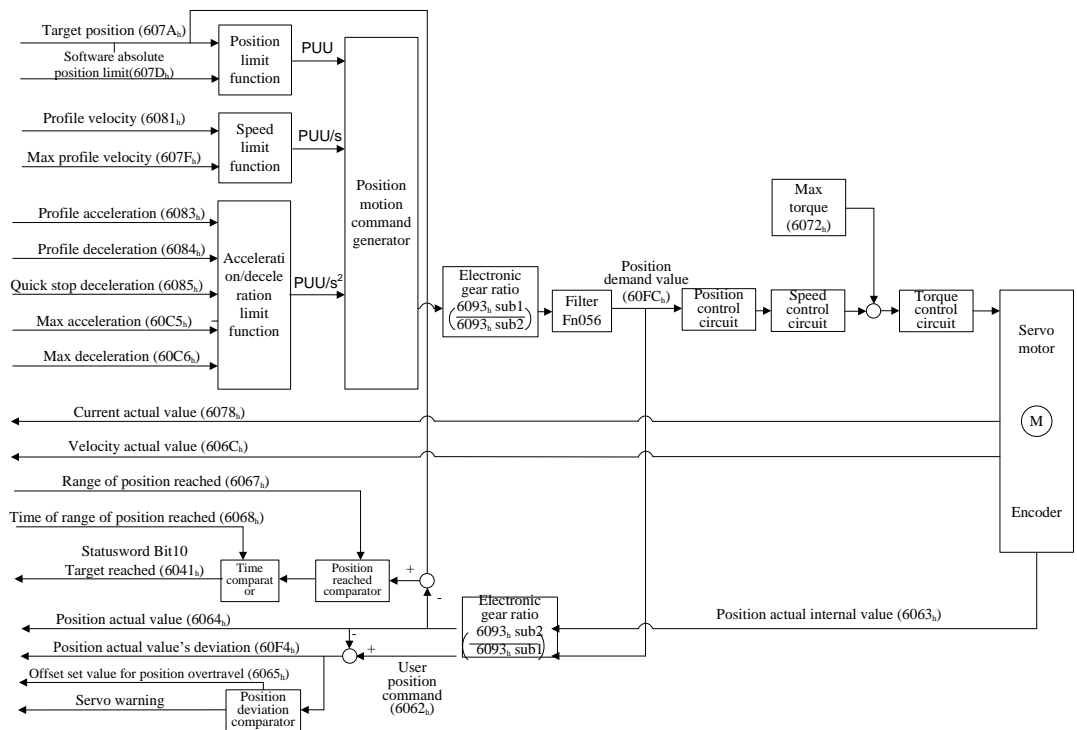 Target position (607Ah)
Software absolute
position limit(607Dh)
Position
limit
function
PUU
Profile velocity (6081h)
Max profile velocity (607Fh)
Speed
limit
function
PUU/s
Profile acceleration (6083h)
Profile deceleration (6084h)
Quick stop deceleration (6085h)
Max acceleration (60C5h)
Max deceleration (60C6h)
Accelerati
on/decele
ration
limit
function
PUU/s2
Position
motion
command
generator
Electronic
gear ratio
(6093h sub1
6093h sub2)
Filter
Fn056
Position
demand value
(60FCh)
Position
control
circuit
Speed
control
circuit
Max
torque
(6072h)
Torque
control
circuit
Servo
motor
M
Encoder
Current actual value (6078h)
Velocity actual value (606Ch)
Range of position reached (6067h)
Time of range of position reached (6068h)
Statusword Bit10
Target reached (6041h)
Time
comparat
or
Position
reached
comparator
+
-
Position actual value (6064h)
Electronic
gear ratio
(6093h sub2
6093h sub1)
Position actual internal value (6063h)
Position actual value’s deviation (60F4h)
-
+
User
position
command
(6062h)
Offset set value for position overtravel (6065h)
Servo warning
Position
deviation
comparator